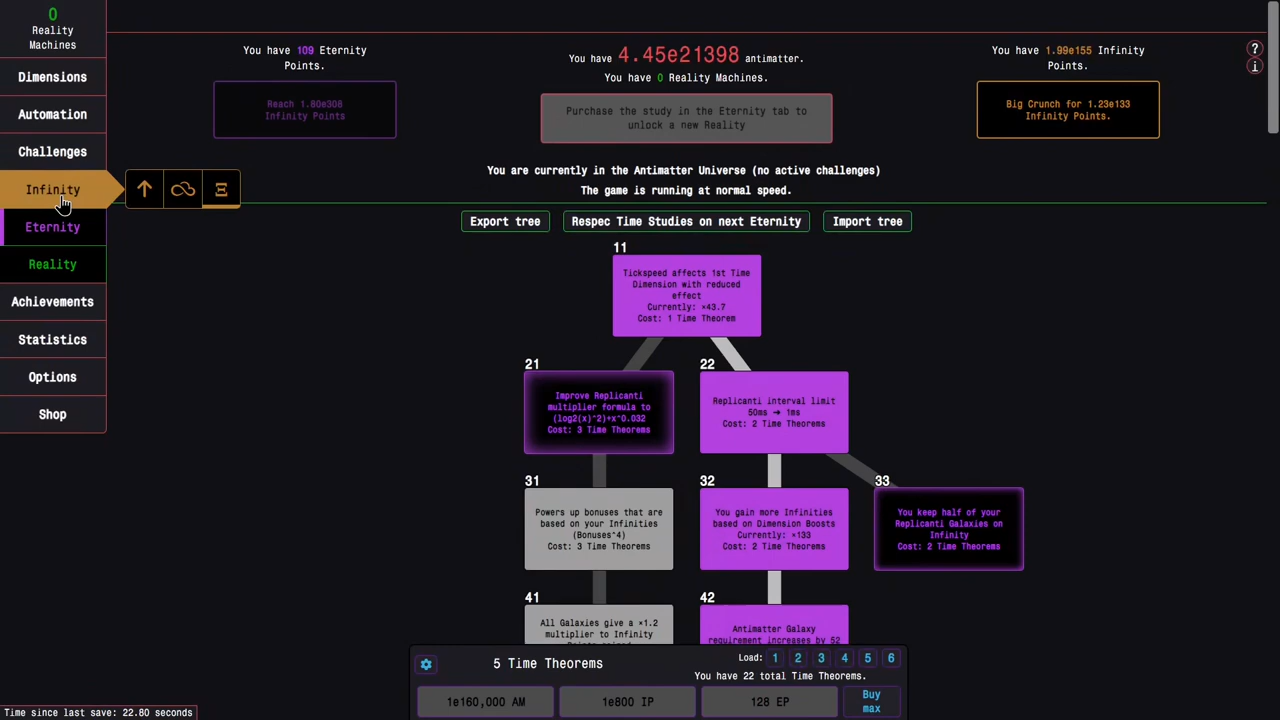 0
Reality
Machines
Dimensions
Automation
Challenges
Infinity
Eternity
Reality
Achievements
Statistics
Options
Shop
You have 109 Eternity
Points.
Reach 1.80e308
Infinity Points
You have 4.45e21398 antimatter.
You have 0 Reality Machines.
Purchase the study in the Eternity tab to
unlock a new Reality
You have 1.99e155 Infinity
Points.
Big Crunch for 1.23e133
Infinity Points.
?
i
You are currently in the Antimatter Universe (no active challenges)
The game is running at normal speed.
Export tree
Respec Time Studies on next Eternity
Import tree
11
Tickspeed affects 1st Time
Dimension with reduced
effect
Currently: ×43.7
Cost: 1 Time Theorem
21
Improve Replicanti
multiplier formula to
(log2(x)^2)+x^0.032
Cost: 3 Time Theorems
22
Replicanti interval limit
50ms ➜ 1ms
Cost: 2 Time Theorems
31
Powers up bonuses that are
based on your Infinities
(Bonuses^4)
Cost: 3 Time Theorems
32
You gain more Infinities
based on Dimension Boosts
Currently: ×133
Cost: 2 Time Theorems
33
You keep half of your
Replicanti Galaxies on
Infinity
Cost: 2 Time Theorems
41
All Galaxies give a ×1.2
multiplier to Infinity
42
Antimatter Galaxy
requirement increases by 52
5 Time Theorems
Load: 1 2 3 4 5 6
You have 22 total Time Theorems.
1e160,000 AM
1e800 IP
128 EP
Buy
max
Time since last save: 22.80 seconds